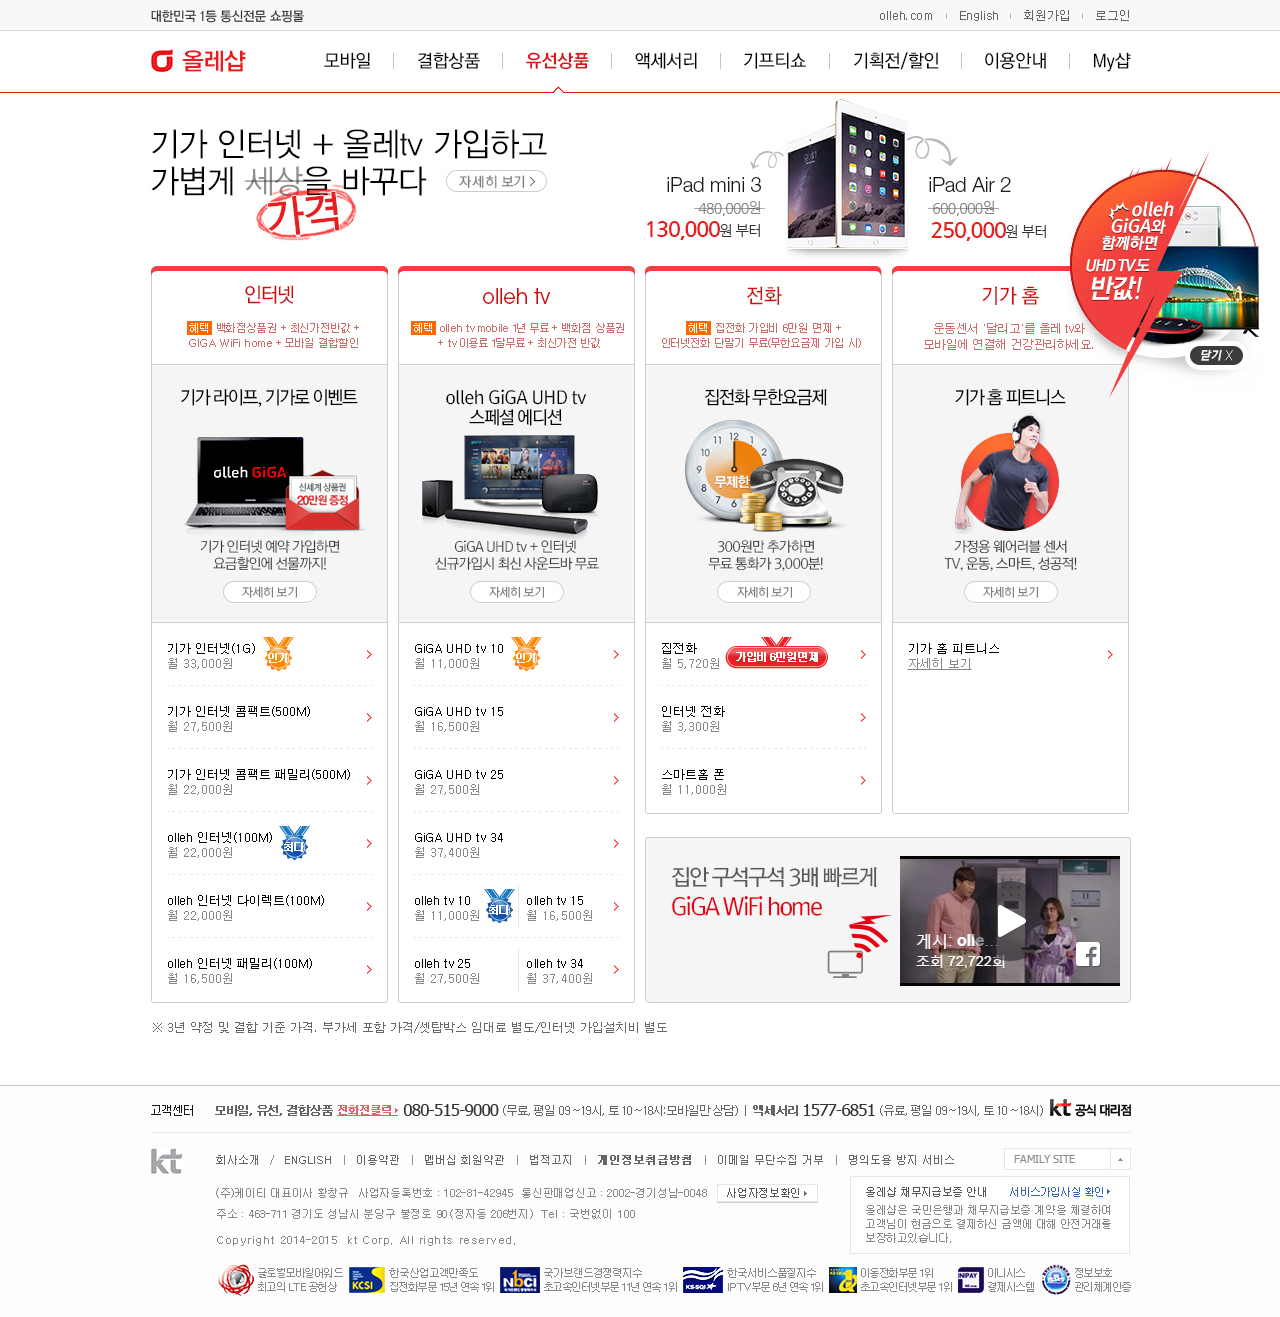 대한민국 1등 통신전문 쇼핑몰
olleh.com English 회원가입 로그인
올레샵 모바일 결합상품 유선상품 액세서리 기프티쇼 기획전/할인 이용안내 My샵
기가 인터넷 + 올레tv 가입하고
가볍게 세상을 바꾸다 자세히 보기 >
가격
iPad mini 3
480,000원
130,000원 부터
iPad Air 2
600,000원
250,000원 부터
olleh
GiGA와
함께하면
UHD TV도
반값!
닫기 X
인터넷
혜택 백화점상품권 + 최신가전반값 +
GIGA WiFi home + 모바일 결합할인
기가 라이프, 기가로 이벤트
olleh GiGA
신세계 상품권
20만원 증정
기가 인터넷 예약 가입하면
요금할인에 선물까지!
자세히 보기
기가 인터넷(1G) 인기
월 33,000원
기가 인터넷 콤팩트(500M)
월 27,500원
기가 인터넷 콤팩트 패밀리(500M)
월 22,000원
olleh 인터넷(100M) 최다
월 22,000원
olleh 인터넷 다이렉트(100M)
월 22,000원
olleh 인터넷 패밀리(100M)
월 16,500원
olleh tv
혜택 olleh tv mobile 1년 무료 + 백화점 상품권
+ tv 이용료 1달무료 + 최신가전 반값
olleh GiGA UHD tv
스페셜 에디션
GiGA UHD tv + 인터넷
신규가입시 최신 사운드바 무료
자세히 보기
GiGA UHD tv 10 인기
월 11,000원
GiGA UHD tv 15
월 16,500원
GiGA UHD tv 25
월 27,500원
GiGA UHD tv 34
월 37,400원
olleh tv 10 최다 olleh tv 15
월 11,000원 월 16,500원
olleh tv 25 olleh tv 34
월 27,500원 월 37,400원
전화
혜택 집전화 가입비 6만원 면제 +
인터넷전화 단말기 무료(무한요금제 가입 시)
집전화 무한요금제
무제한
300원만 추가하면
무료 통화가 3,000분!
자세히 보기
집전화 가입비 6만원면제
월 5,720원
인터넷 전화
월 3,300원
스마트홈 폰
월 11,000원
기가 홈
운동센서 '달리고'를 올레 tv와
모바일에 연결해 건강관리하세요.
기가 홈 피트니스
가정용 웨어러블 센서
TV, 운동, 스마트, 성공적!
자세히 보기
기가 홈 피트니스
자세히 보기
집안 구석구석 3배 빠르게
GiGA WiFi home
게시: olle...
조회 72,722회
※ 3년 약정 및 결합 기준 가격. 부가세 포함 가격/셋탑박스 임대료 별도/인터넷 가입설치비 별도
고객센터 모바일, 유선, 결합상품 전화전클릭 080-515-9000 (무료, 평일 09~19시, 토 10~18시:모바일만 상담) | 액세서리 1577-6851 (유료, 평일 09~19시, 토 10~18시) kt 공식 대리점
kt 회사소개 / ENGLISH | 이용약관 | 멥버십 회원약관 | 법적고지 | 개인정보취급방침 | 이메일 무단수집 거부 | 명의도용 방지 서비스 FAMILY SITE
(주)케이티 대표이사 황창규 사업자등록번호 : 102-81-42945 통신판매업신고 : 2002-경기성남-0048 사업자정보확인
주소 : 463-711 경기도 성남시 분당구 불정로 90(정자동 206번지) Tel : 국번없이 100
Copyright 2014-2015 kt Corp. All rights reserved.
올레샵 채무지급보증 안내 서비스가입사실 확인
올레샵은 국민은행과 채무지급보증 계약을 체결하여
고객님이 현금으로 결제하신 금액에 대해 안전거래를
보장하고있습니다.
글로벌모바일어워드
최고의 LTE 공헌상
KCSI 한국산업고객만족도
집전화부문 15년 연속 1위
NBCI 국가브랜드경쟁력지수
초고속인터넷부문 11년 연속 1위
KS-SQI 한국서비스품질지수
IPTV부문 6년 연속 1위
이동전화부문 1위
초고속인터넷부문 1위
INPAY 이니시스
결제시스템
정보보호
관리체계인증